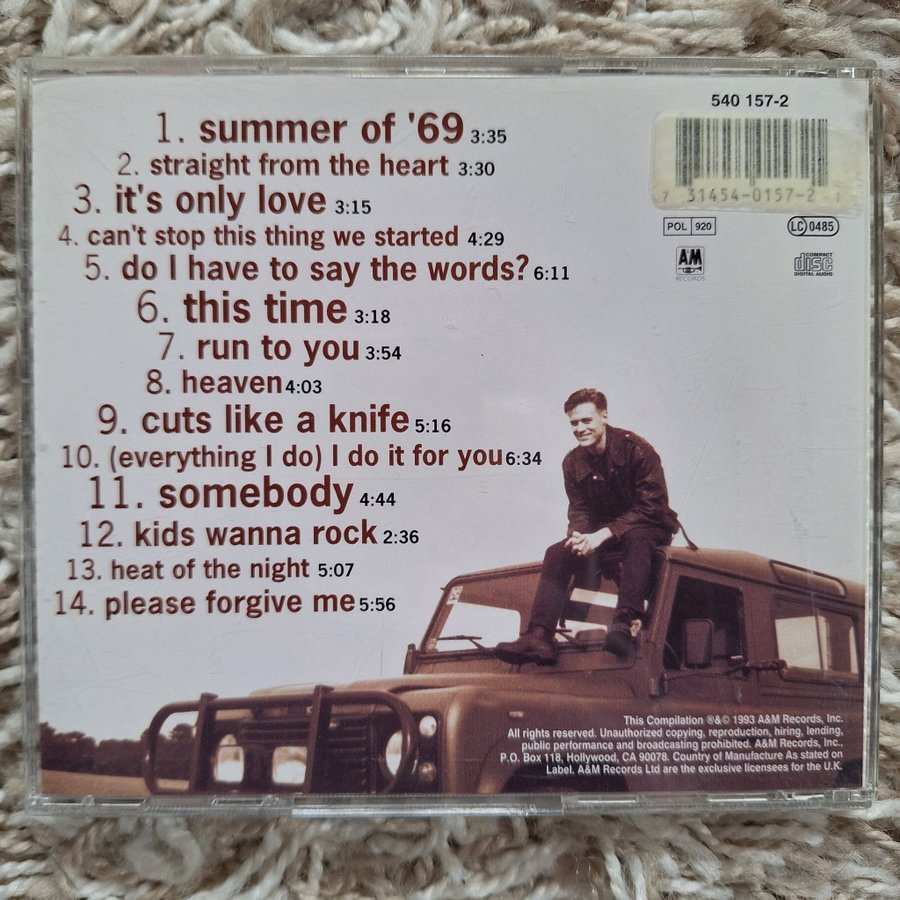 540 157-2
1. summer of '69 3:35
2. straight from the heart 3:30
3. it's only love 3:15
4. can't stop this thing we started 4:29
5. do I have to say the words? 6:11
6. this time 3:18
7. run to you 3:54
8. heaven 4:03
9. cuts like a knife 5:16
10. (everything I do) I do it for you 6:34
11. somebody 4:44
12. kids wanna rock 2:36
13. heat of the night 5:07
14. please forgive me 5:56
7 31454-0157-2 1
POL 920
LC 0485
A&M
RECORDS
COMPACT
disc
DIGITAL AUDIO
This Compilation ℗&© 1993 A&M Records, Inc.
All rights reserved. Unauthorized copying, reproduction, hiring, lending,
public performance and broadcasting prohibited. A&M Records, Inc.,
P.O. Box 118, Hollywood, CA 90078. Country of Manufacture As stated on
Label. A&M Records Ltd are the exclusive licensees for the U.K.